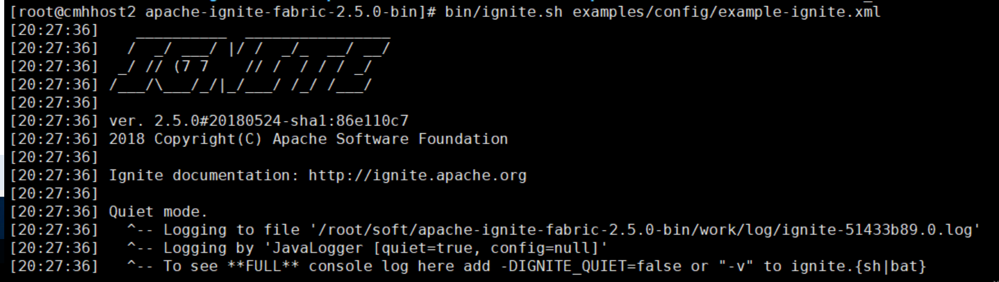 [root@cmhhost2 apache-ignite-fabric-2.5.0-bin]# bin/ignite.sh examples/config/example-ignite.xml
[20:27:36]    __________  ________________
[20:27:36]   /  _/ ___/ |/ /  _/_  __/ __/
[20:27:36]  _/ // (7 7    // /  / / / _/
[20:27:36] /___/\___/_/|_/___/ /_/ /___/
[20:27:36]
[20:27:36] ver. 2.5.0#20180524-sha1:86e110c7
[20:27:36] 2018 Copyright(C) Apache Software Foundation
[20:27:36]
[20:27:36] Ignite documentation: http://ignite.apache.org
[20:27:36]
[20:27:36] Quiet mode.
[20:27:36]   ^-- Logging to file '/root/soft/apache-ignite-fabric-2.5.0-bin/work/log/ignite-51433b89.0.log'
[20:27:36]   ^-- Logging by 'JavaLogger [quiet=true, config=null]'
[20:27:36]   ^-- To see **FULL** console log here add -DIGNITE_QUIET=false or "-v" to ignite.{sh|bat}